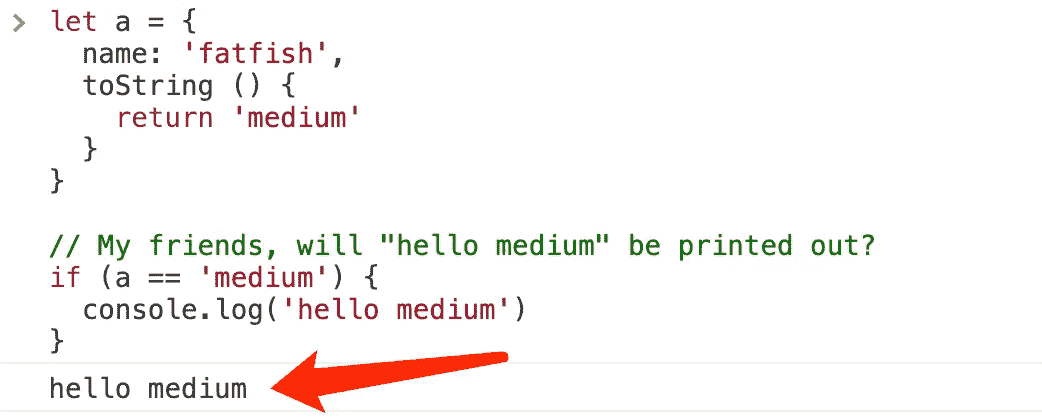 > let a = {
name: 'fatfish',
toString () {
return 'medium'
}
}
// My friends, will "hello medium" be printed out?
if (a == 'medium') {
console.log('hello medium')
}
hello medium